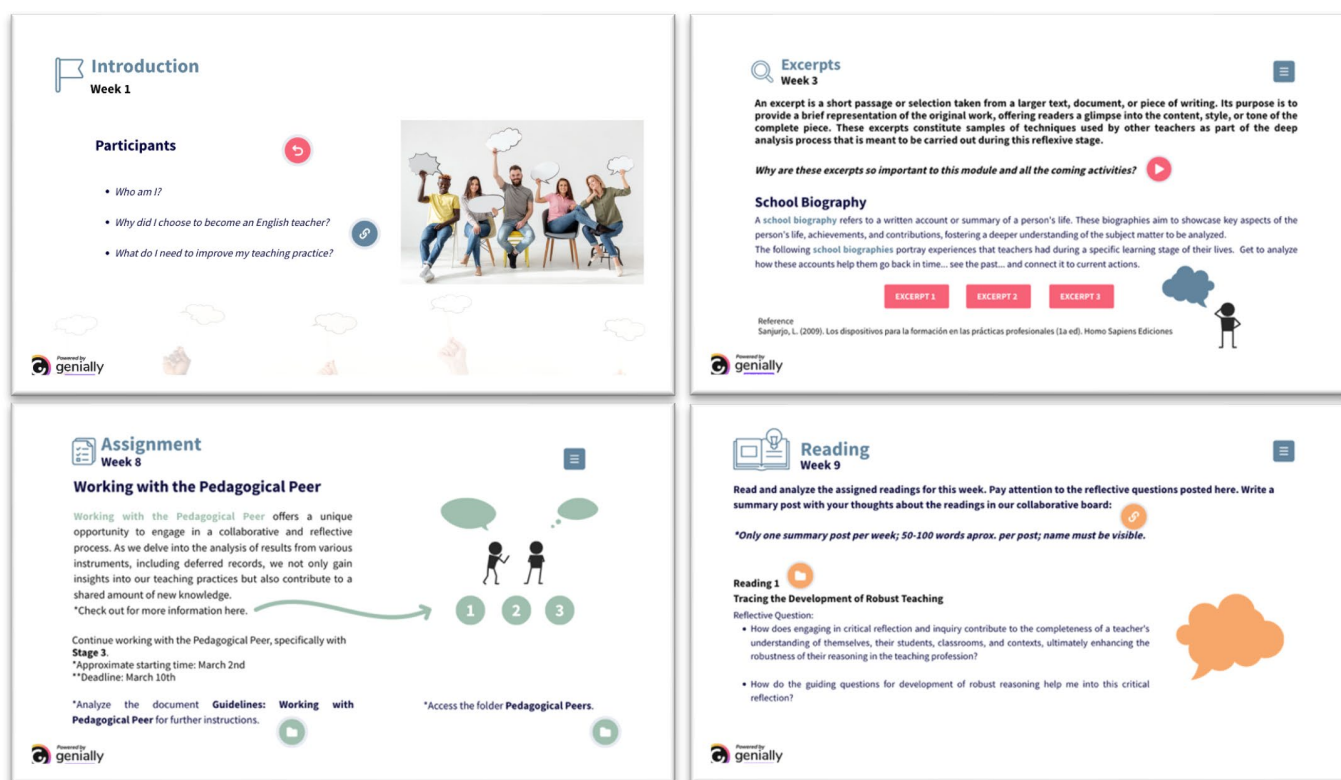 Introduction
Week 1
Participants
• Who am I?
• Why did I choose to become an English teacher?
• What do I need to improve my teaching practice?
Powered by
genially
Excerpts
Week 3
An excerpt is a short passage or selection taken from a larger text, document, or piece of writing. Its purpose is to
provide a brief representation of the original work, offering readers a glimpse into the content, style, or tone of the
complete piece. These excerpts constitute samples of techniques used by other teachers as part of the deep
analysis process that is meant to be carried out during this reflexive stage.
Why are these excerpts so important to this module and all the coming activities?
School Biography
A school biography refers to a written account or summary of a person's life. These biographies aim to showcase key aspects of the
person's life, achievements, and contributions, fostering a deeper understanding of the subject matter to be analyzed.
The following school biographies portray experiences that teachers had during a specific learning stage of their lives. Get to analyze
how these accounts help them go back in time... see the past... and connect it to current actions.
EXCERPT 1 EXCERPT 2 EXCERPT 3
Reference
Sanjurjo, L. (2009). Los dispositivos para la formación en las prácticas profesionales (1a ed). Homo Sapiens Ediciones
Powered by
genially
Assignment
Week 8
Working with the Pedagogical Peer
Working with the Pedagogical Peer offers a unique
opportunity to engage in a collaborative and reflective
process. As we delve into the analysis of results from various
instruments, including deferred records, we not only gain
insights into our teaching practices but also contribute to a
shared amount of new knowledge.
*Check out for more information here.
1 2 3
Continue working with the Pedagogical Peer, specifically with
Stage 3.
*Approximate starting time: March 2nd
**Deadline: March 10th
*Analyze the document Guidelines: Working with
Pedagogical Peer for further instructions.
*Access the folder Pedagogical Peers.
Powered by
genially
Reading
Week 9
Read and analyze the assigned readings for this week. Pay attention to the reflective questions posted here. Write a
summary post with your thoughts about the readings in our collaborative board:
*Only one summary post per week; 50-100 words aprox. per post; name must be visible.
Reading 1
Tracing the Development of Robust Teaching
Reflective Question:
• How does engaging in critical reflection and inquiry contribute to the completeness of a teacher's
understanding of themselves, their students, classrooms, and contexts, ultimately enhancing the
robustness of their reasoning in the teaching profession?
• How do the guiding questions for development of robust reasoning help me into this critical
reflection?
Powered by
genially